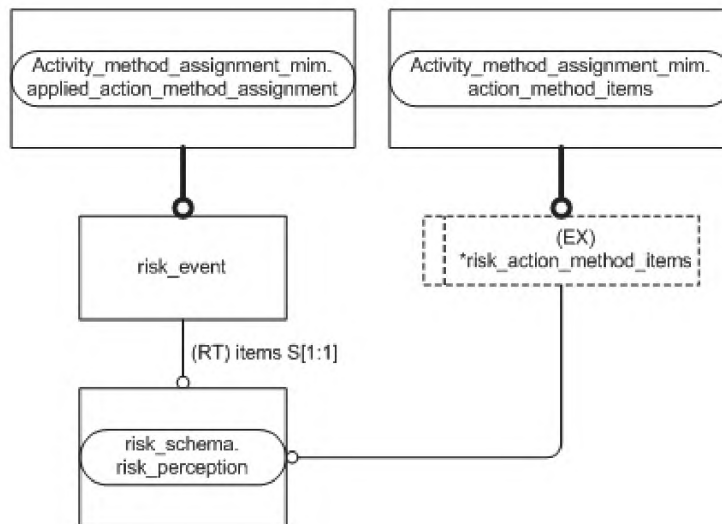 Activity_method_assignment_mim.
applied_action_method_assignment
Activity_method_assignment_mim.
action_method_items
risk_event
(EX)
*risk_action_method_items
(RT) items S[1:1]
risk_schema.
risk_perception